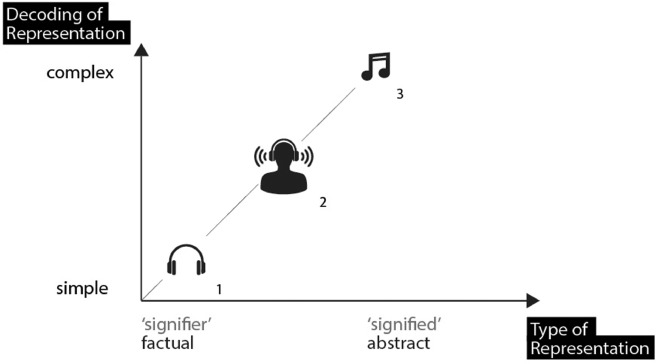 Decoding of
Representation
complex
3
2
1
simple
‘signifier’
factual
‘signified’
abstract
Type of
Representation